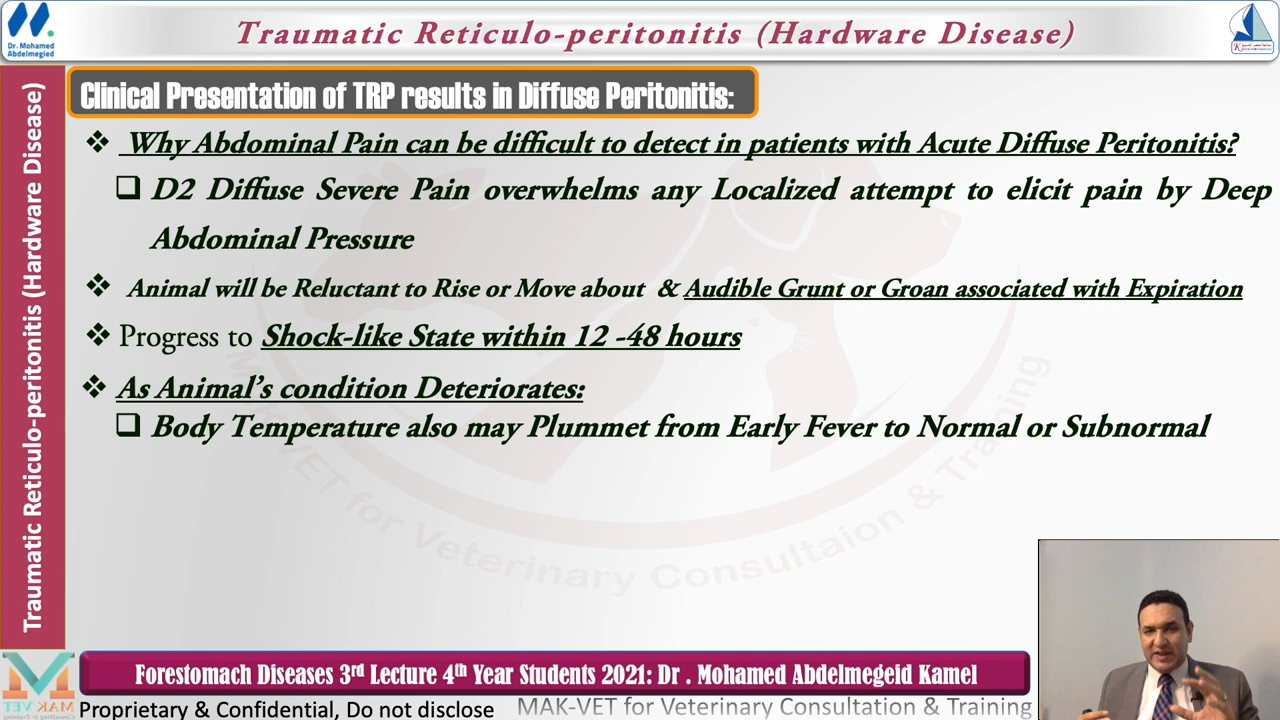 Dr. Mohamed
Abdelmegied
Traumatic Reticulo-peritonitis (Hardware Disease)
Traumatic Reticulo-peritonitis (Hardware Disease)
Clinical Presentation of TRP results in Diffuse Peritonitis:
❖ Why Abdominal Pain can be difficult to detect in patients with Acute Diffuse Peritonitis?
❑ D2 Diffuse Severe Pain overwhelms any Localized attempt to elicit pain by Deep
Abdominal Pressure
❖ Animal will be Reluctant to Rise or Move about & Audible Grunt or Groan associated with Expiration
❖ Progress to Shock-like State within 12 -48 hours
❖ As Animal's condition Deteriorates:
❑ Body Temperature also may Plummet from Early Fever to Normal or Subnormal
MAK-VET for Veterinary Consultaion & Training
Forestomach Diseases 3rd Lecture 4th Year Students 2021: Dr . Mohamed Abdelmegeid Kamel
MAK VET
Proprietary & Confidential, Do not disclose
MAK-VET for Veterinary Consultation & Training